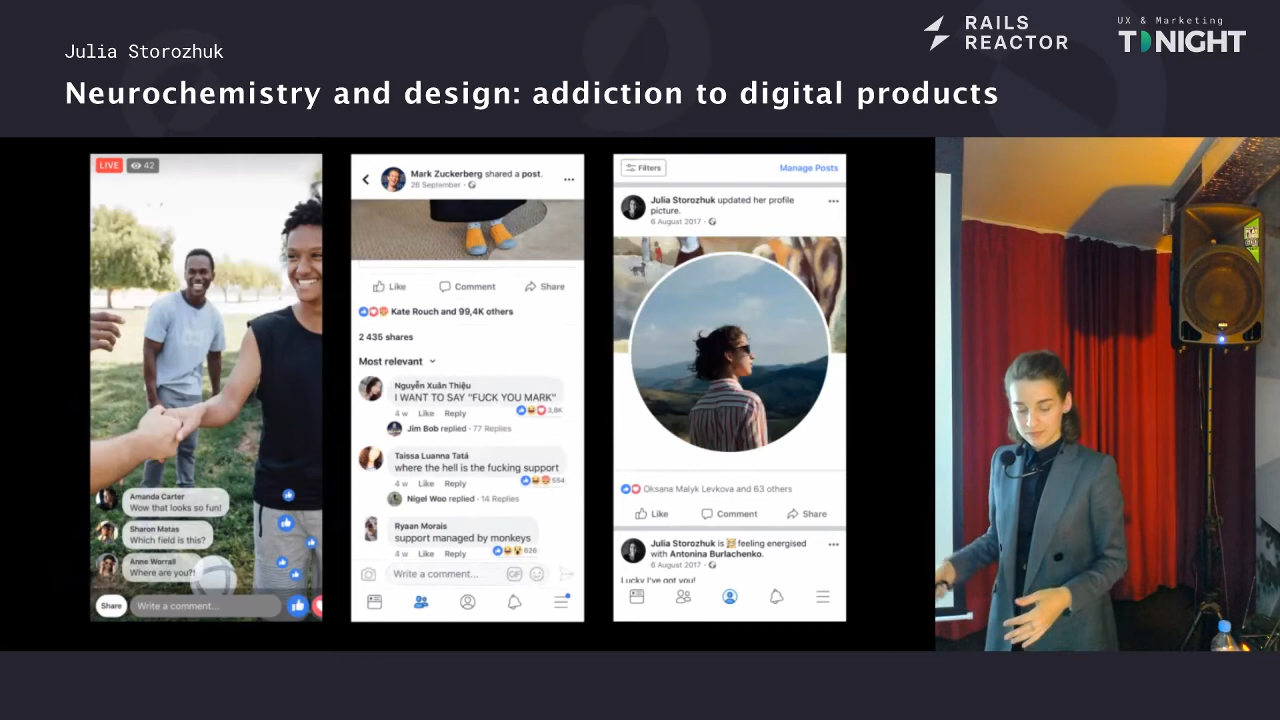 Julia Storozhuk
Neurochemistry and design: addiction to digital products
RAILS
REACTOR
UX & Marketing
TONIGHT
LIVE 42
Amanda Carter
Wow that looks so fun!
Sharon Matas
Which field is this?
Anne Worrall
Where are you?!
Share Write a comment...
Mark Zuckerberg shared a post.
26 September
Like Comment Share
Kate Rouch and 99,4K others
2 435 shares
Most relevant
Nguyễn Xuân Thiệu
I WANT TO SAY "FUCK YOU MARK"
4 w Like Reply 3,8K
Jim Bob replied · 77 Replies
Taissa Luanna Tatá
where the hell is the fucking support
4 w Like Reply 554
Nigel Woo replied · 14 Replies
Ryaan Morais
support managed by monkeys
4 w Like Reply 626
Write a comment... GIF
Filters Manage Posts
Julia Storozhuk updated her profile
picture.
6 August 2017
Oksana Malyk Levkova and 63 others
Like Comment Share
Julia Storozhuk is feeling energised
with Antonina Burlachenko.
6 August 2017
Lucky I've got you!